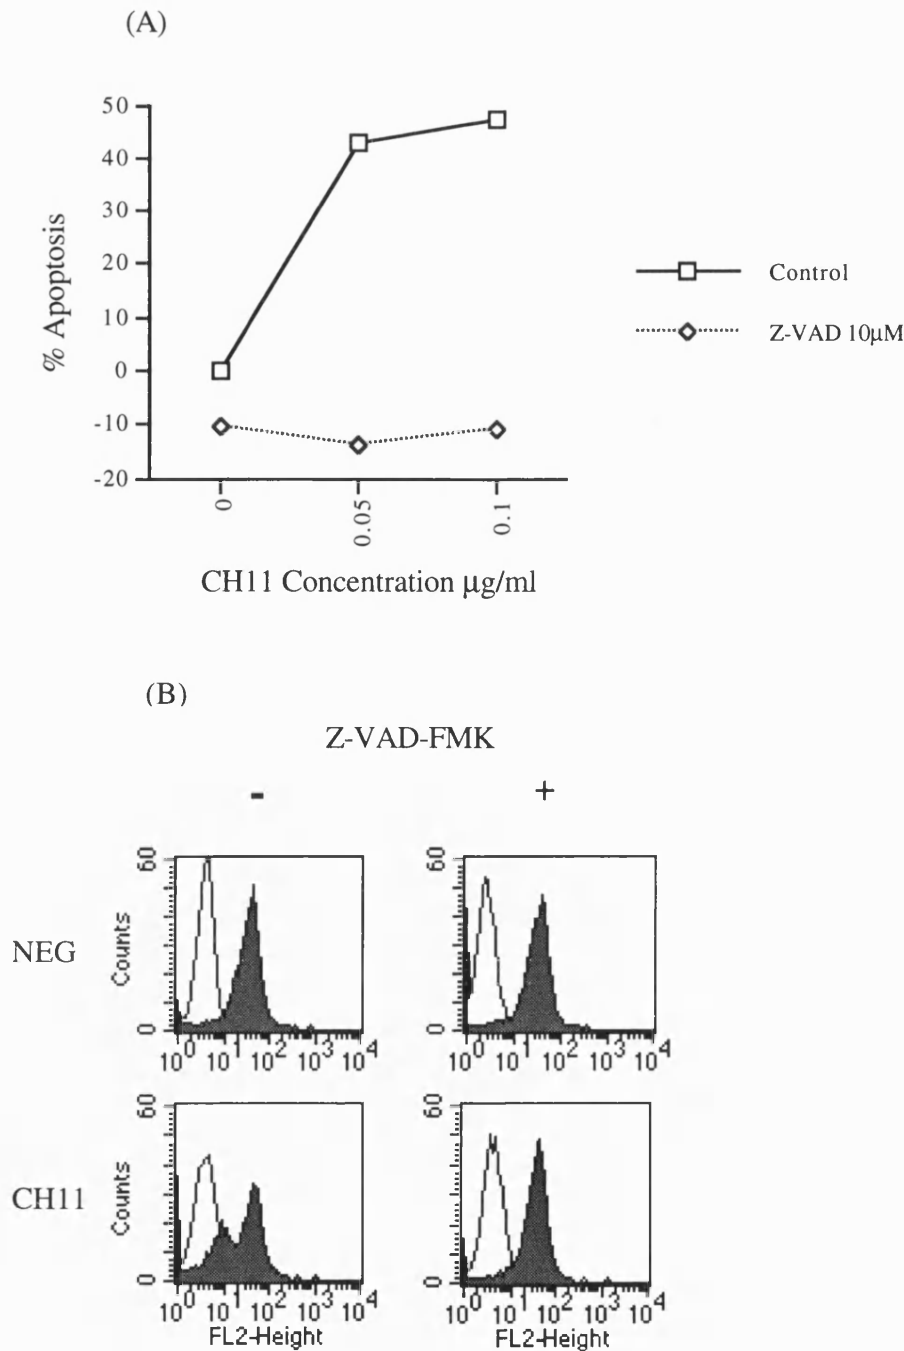 (A)
50
40
30
20
10
0
-10
-20
% Apoptosis
0
0.05
0.1
CH11 Concentration µg/ml
Control
Z-VAD 10µM
(B)
Z-VAD-FMK
- +
NEG
60
Counts
0
10^0 10^1 10^2 10^3 10^4
60
0
10^0 10^1 10^2 10^3 10^4
CH11
60
Counts
0
10^0 10^1 10^2 10^3 10^4
FL2-Height
60
0
10^0 10^1 10^2 10^3 10^4
FL2-Height